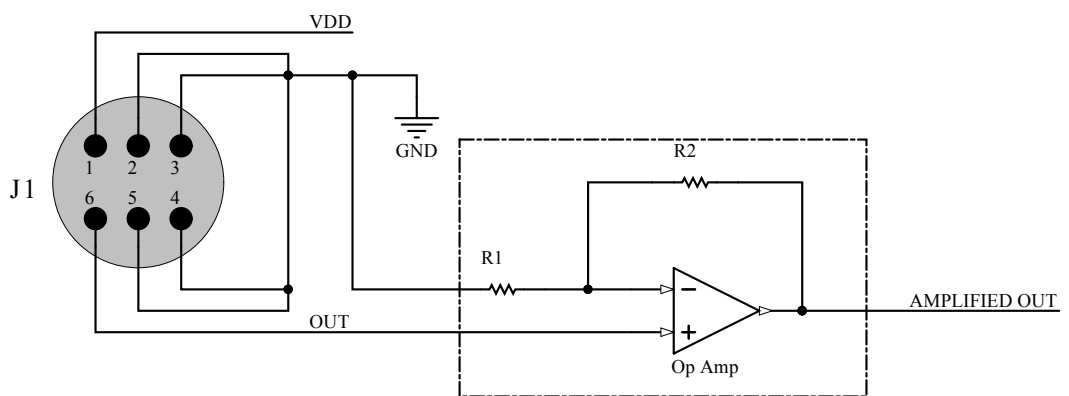 VDD
GND
J1
1 2 3
6 5 4
R2
R1
OUT
Op Amp
AMPLIFIED OUT